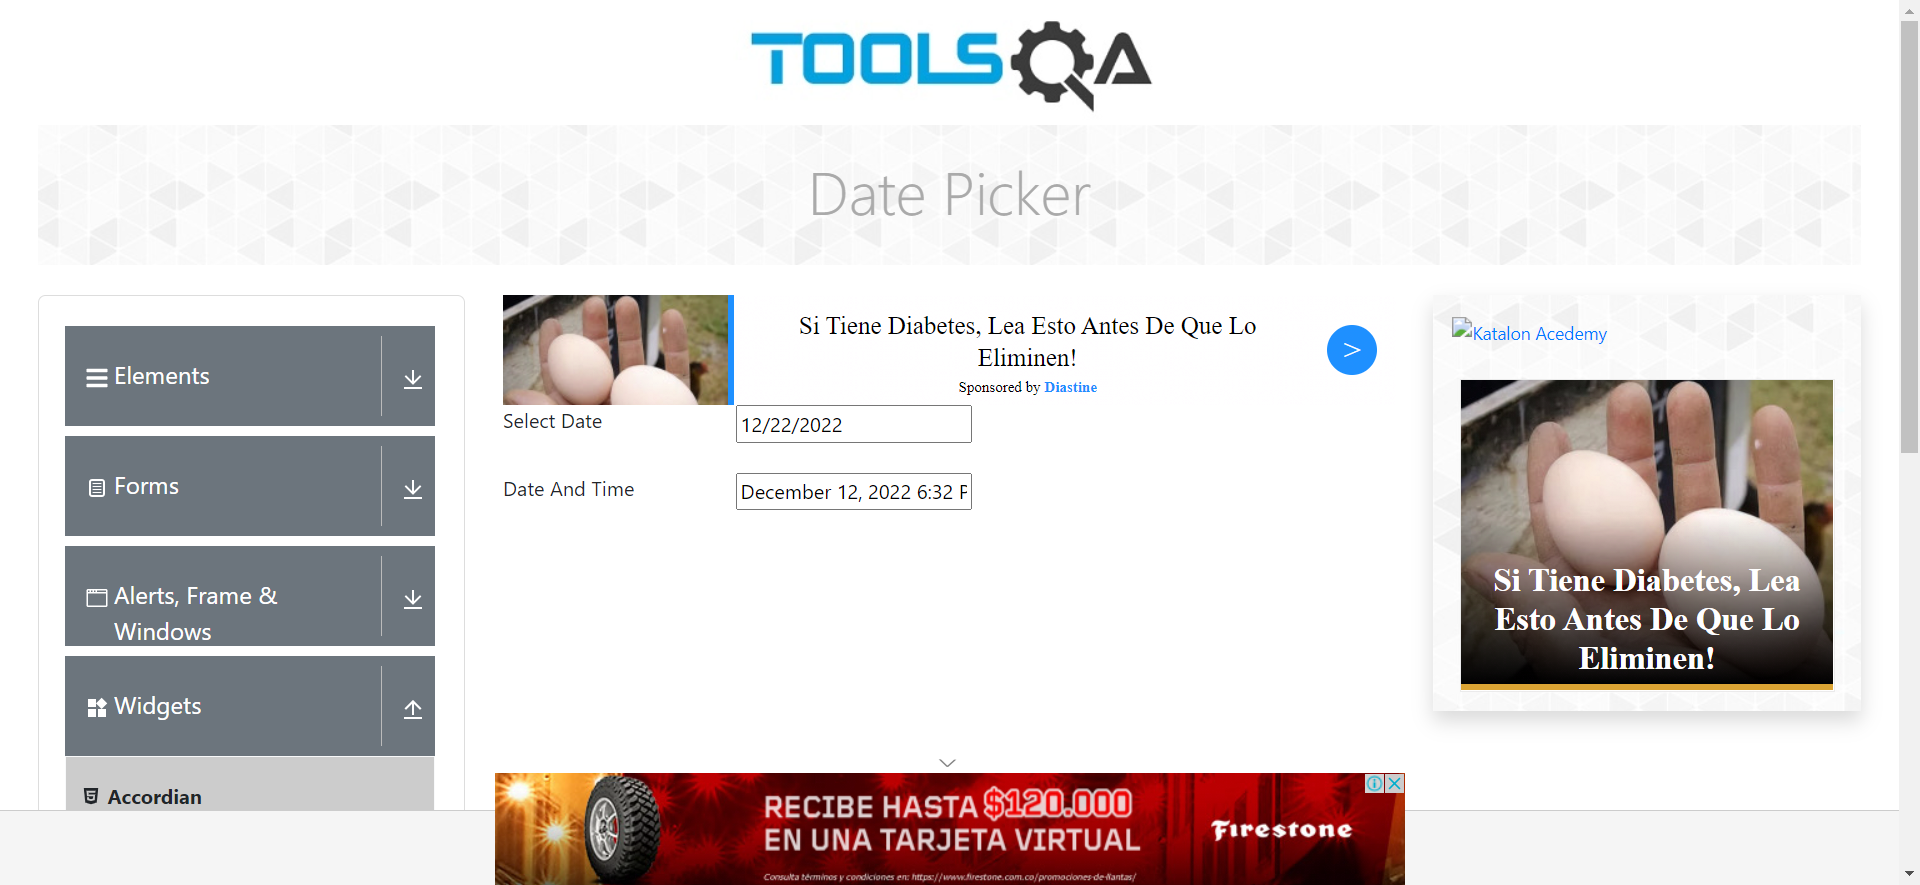 TOOLSQA
Date Picker
Elements
Forms
Alerts, Frame &
Windows
Widgets
Accordian
Si Tiene Diabetes, Lea Esto Antes De Que Lo
Eliminen!
Sponsored by Diastine
>
Select Date
12/22/2022
Date And Time
December 12, 2022 6:32 P
Katalon Acedemy
Si Tiene Diabetes, Lea
Esto Antes De Que Lo
Eliminen!
RECIBE HASTA $120.000
EN UNA TARJETA VIRTUAL
Firestone
Consulta términos y condiciones en: https://www.firestone.com.co/promociones-de-llantas/